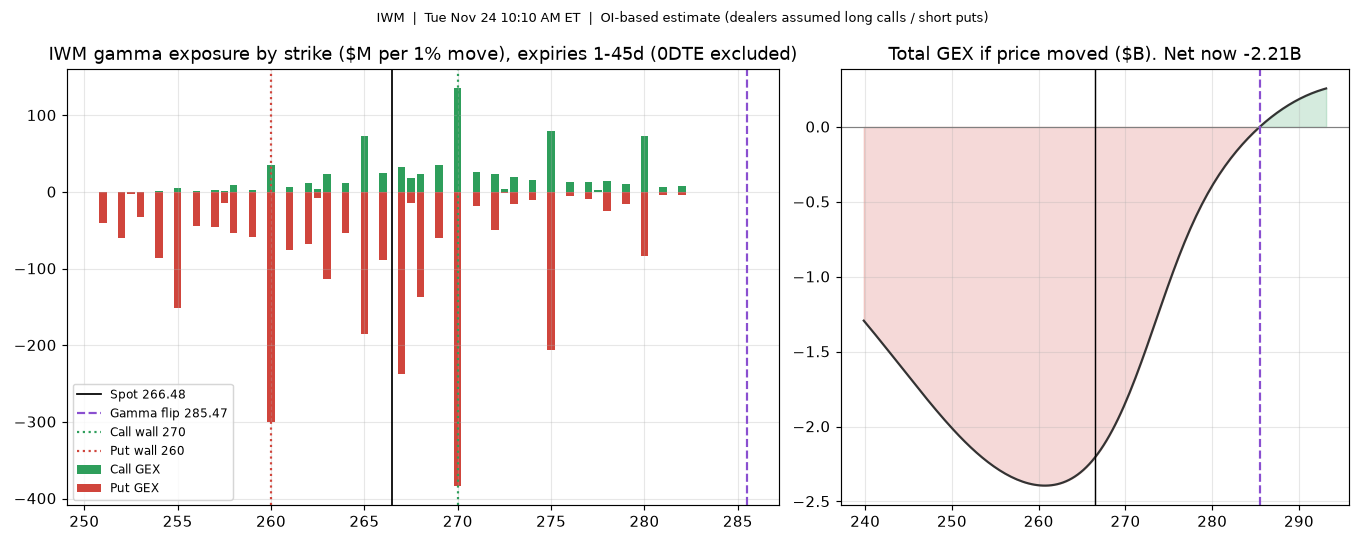 IWM | Tue Nov 24 10:10 AM ET | OI-based estimate (dealers assumed long calls / short puts)
IWM gamma exposure by strike ($M per 1% move), expiries 1-45d (0DTE excluded)
100
0
−100
−200
−300
−400
Spot 266.48
Gamma flip 285.47
Call wall 270
Put wall 260
Call GEX
Put GEX
250 255 260 265 270 275 280 285
Total GEX if price moved ($B). Net now -2.21B
0.0
−0.5
−1.0
−1.5
−2.0
−2.5
240 250 260 270 280 290